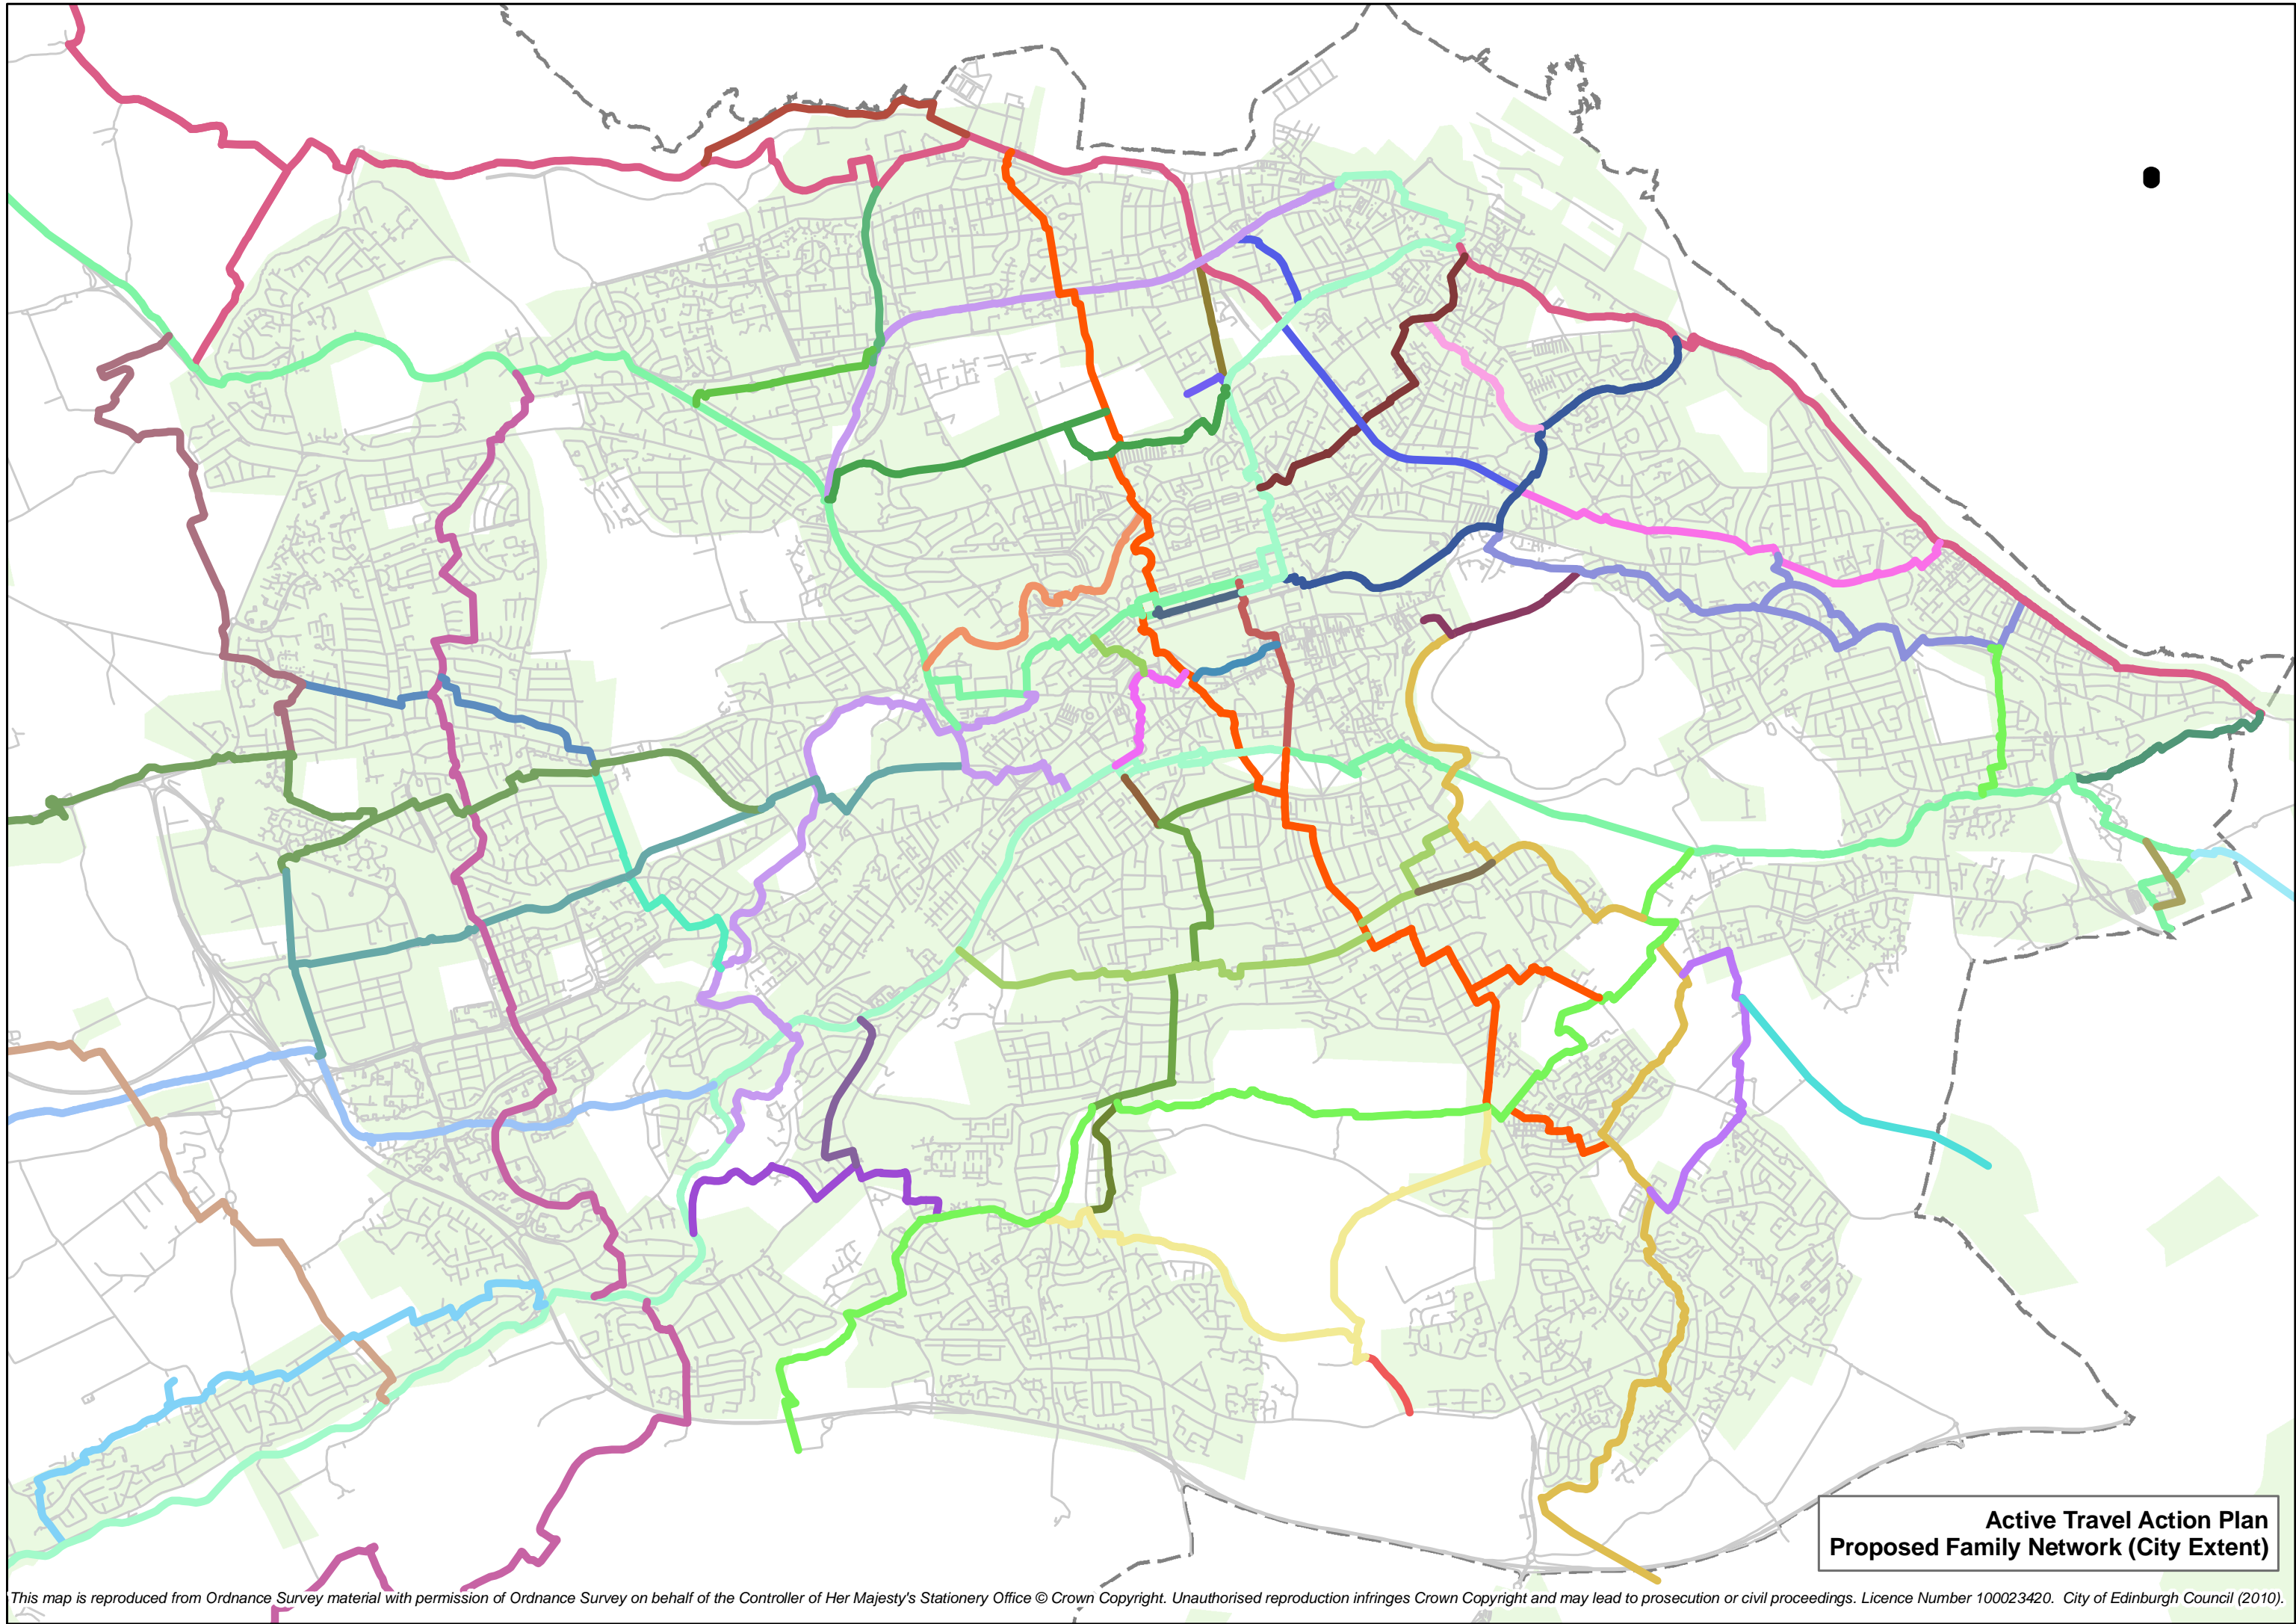 Active Travel Action Plan
Proposed Family Network (City Extent)
This map is reproduced from Ordnance Survey material with permission of Ordnance Survey on behalf of the Controller of Her Majesty's Stationery Office © Crown Copyright. Unauthorised reproduction infringes Crown Copyright and may lead to prosecution or civil proceedings. Licence Number 100023420. City of Edinburgh Council (2010).